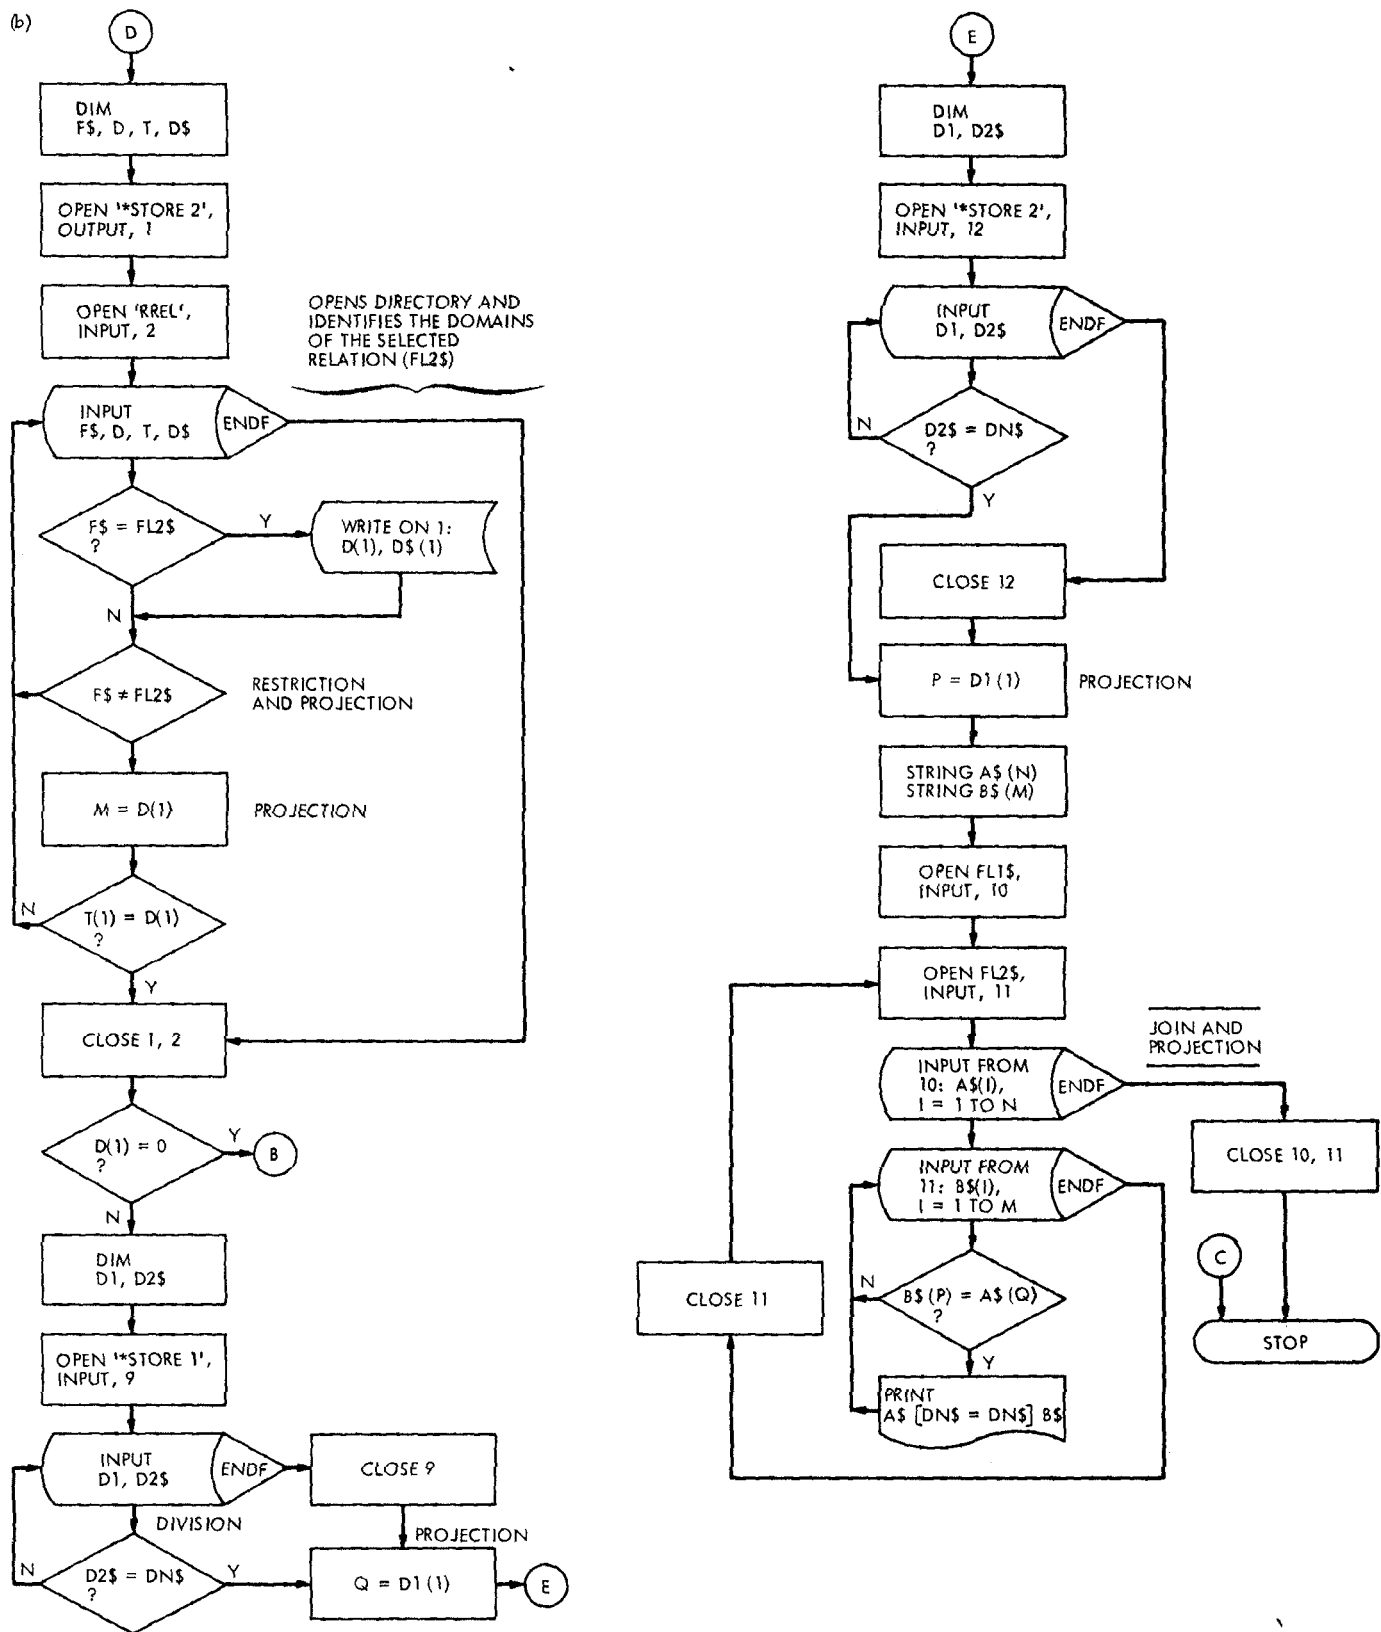 (b)
D
DIM
F$, D, T, D$
OPEN '*STORE 2',
OUTPUT, 1
OPEN 'RREL',
INPUT, 2
OPENS DIRECTORY AND
IDENTIFIES THE DOMAINS
OF THE SELECTED
RELATION (FL2$)
INPUT
F$, D, T, D$
ENDF
F$ = FL2$
?
Y
WRITE ON 1:
D(1), D$(1)
N
F$ ≠ FL2$
RESTRICTION
AND PROJECTION
M = D(1)
PROJECTION
T(1) = D(1)
?
N
Y
CLOSE 1, 2
D(1) = 0
?
Y
B
N
DIM
D1, D2$
OPEN '*STORE 1',
INPUT, 9
INPUT
D1, D2$
ENDF
CLOSE 9
DIVISION
PROJECTION
D2$ = DN$
?
N
Y
Q = D1(1)
E
E
DIM
D1, D2$
OPEN '*STORE 2',
INPUT, 12
INPUT
D1, D2$
ENDF
D2$ = DN$
?
N
Y
CLOSE 12
P = D1(1)
PROJECTION
STRING A$(N)
STRING B$(M)
OPEN FL1$,
INPUT, 10
OPEN FL2$,
INPUT, 11
JOIN AND
PROJECTION
INPUT FROM
10: A$(I),
I = 1 TO N
ENDF
CLOSE 10, 11
INPUT FROM
11: B$(I),
I = 1 TO M
ENDF
C
CLOSE 11
B$(P) = A$(Q)
?
N
Y
STOP
PRINT
A$ [DN$ = DN$] B$